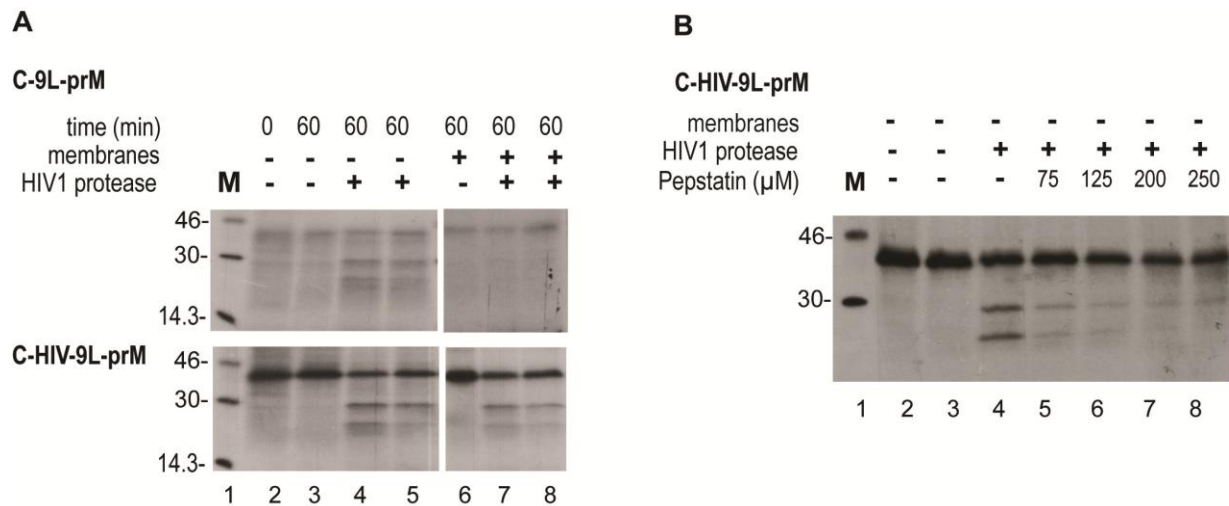 A
C-9L-prM
time (min) 0 60 60 60 60 60 60
membranes - - - - + + +
HIV1 protease - - + + - + +
M
46-
30-
14.3-
C-HIV-9L-prM
46-
30-
14.3-
1 2 3 4 5 6 7 8
B
C-HIV-9L-prM
membranes - - - - - - -
HIV1 protease - - + + + + +
Pepstatin (µM) - - - 75 125 200 250
M
46-
30-
1 2 3 4 5 6 7 8